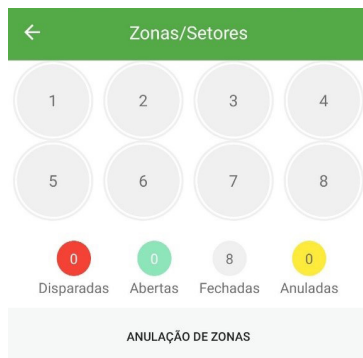 Zonas/Setores
1 2 3 4
5 6 7 8
0 0 8 0
Disparadas Abertas Fechadas Anuladas
ANULAÇÃO DE ZONAS